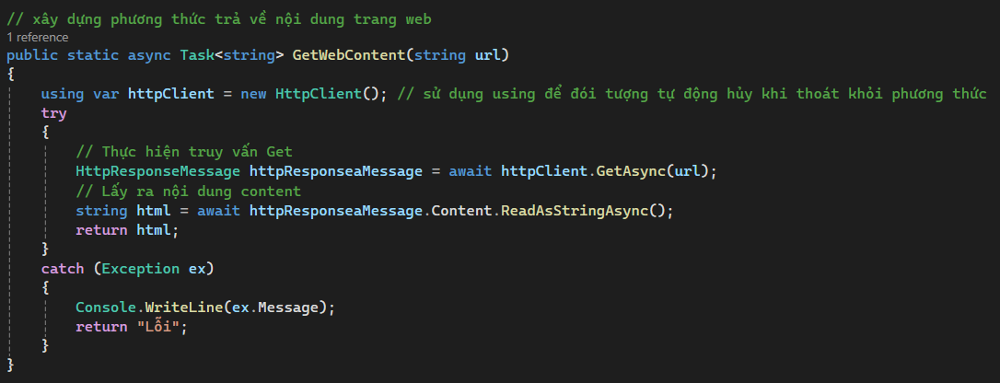 // xây dựng phương thức trả về nội dung trang web
1 reference
public static async Task<string> GetWebContent(string url)
{
    using var httpClient = new HttpClient(); // sử dụng using để đói tượng tự động hủy khi thoát khỏi phương thức
    try
    {
        // Thực hiện truy vấn Get
        HttpResponseMessage httpResponseaMessage = await httpClient.GetAsync(url);
        // Lấy ra nội dung content
        string html = await httpResponseaMessage.Content.ReadAsStringAsync();
        return html;
    }
    catch (Exception ex)
    {
        Console.WriteLine(ex.Message);
        return "Lỗi";
    }
}